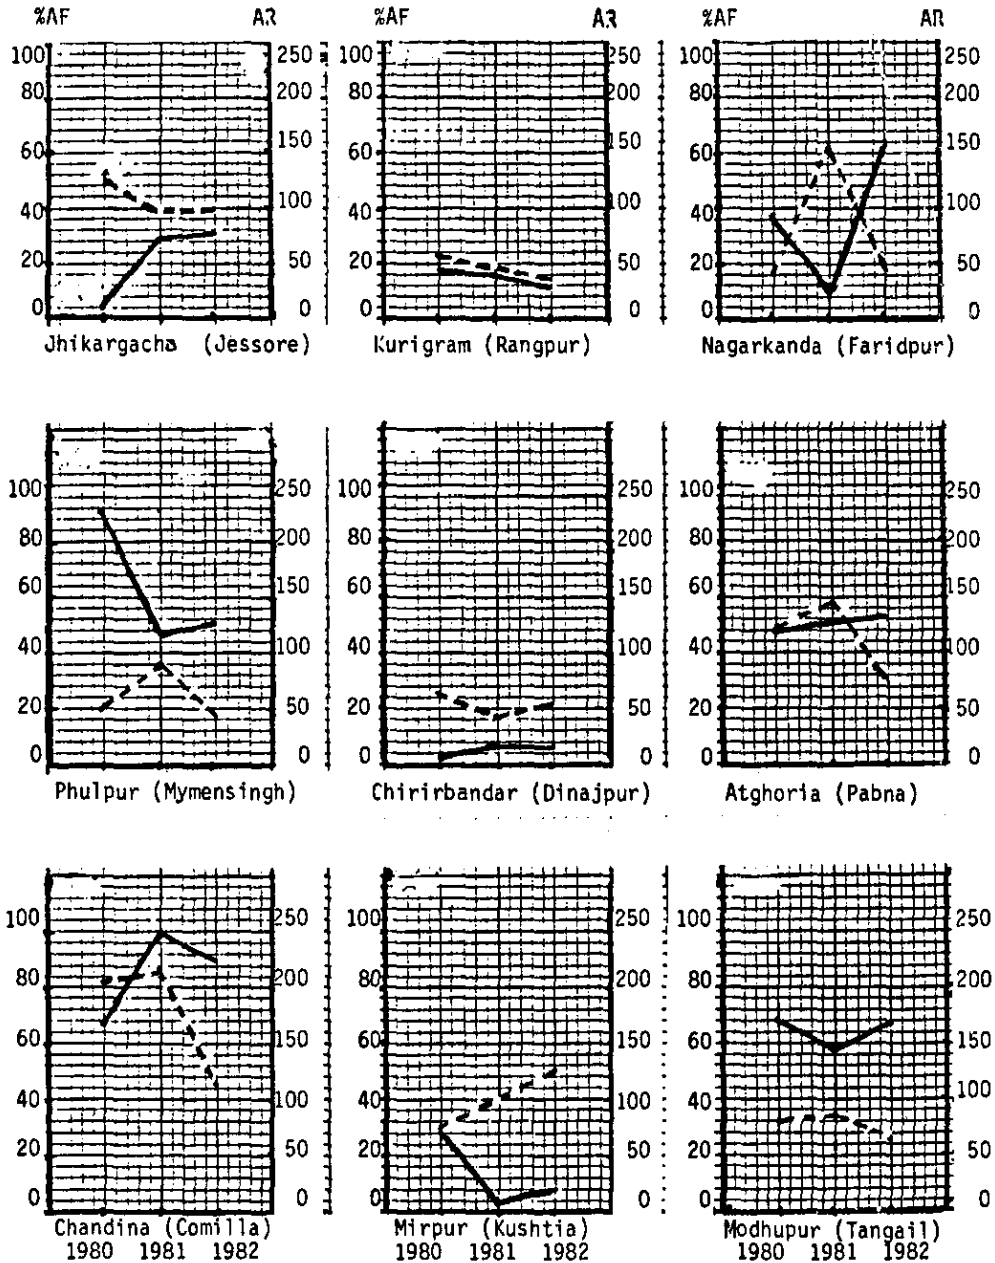 %AF AR %AF AR %AF AR
100 250 100 250 100 250
80 200 80 200 80 200
60 150 60 150 60 150
40 100 40 100 40 100
20 50 20 50 20 50
0 0 0 0 0 0
Jhikargacha (Jessore) Kurigram (Rangpur) Nagarkanda (Faridpur)
100 250 100 250 100 250
80 200 80 200 80 200
60 150 60 150 60 150
40 100 40 100 40 100
20 50 20 50 20 50
0 0 0 0 0 0
Phulpur (Mymensingh) Chirirbandar (Dinajpur) Atghoria (Pabna)
100 250 100 250 100 250
80 200 80 200 80 200
60 150 60 150 60 150
40 100 40 100 40 100
20 50 20 50 20 50
0 0 0 0 0 0
Chandina (Comilla) Mirpur (Kushtia) Modhupur (Tangail)
1980 1981 1982 1980 1981 1982 1980 1981 1982